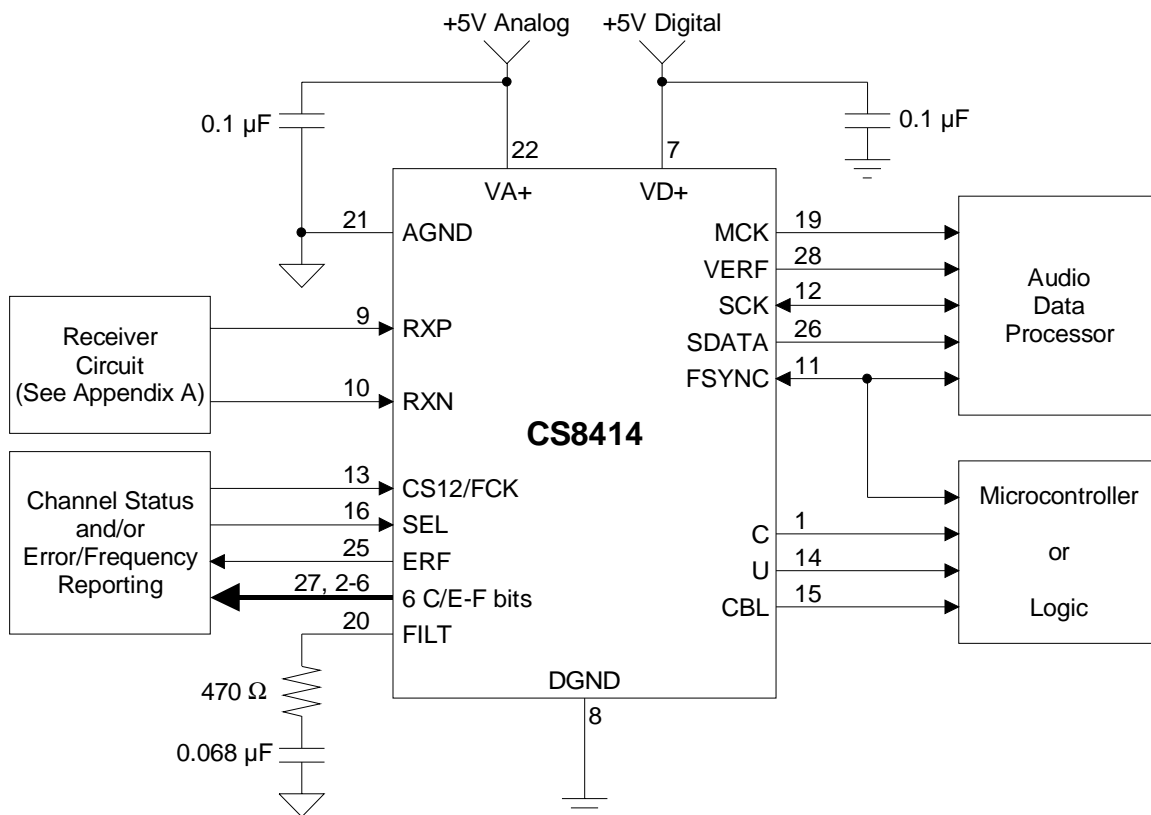 +5V Analog
+5V Digital
0.1 µF
0.1 µF
22
7
VA+
VD+
21
AGND
MCK
19
VERF
28
SCK
12
SDATA
26
FSYNC
11
Audio
Data
Processor
Receiver
Circuit
(See Appendix A)
9
RXP
10
RXN
CS8414
Channel Status
and/or
Error/Frequency
Reporting
13
CS12/FCK
16
SEL
25
ERF
27, 2-6
6 C/E-F bits
20
FILT
C
1
U
14
CBL
15
Microcontroller
or
Logic
470 Ω
0.068 µF
DGND
8